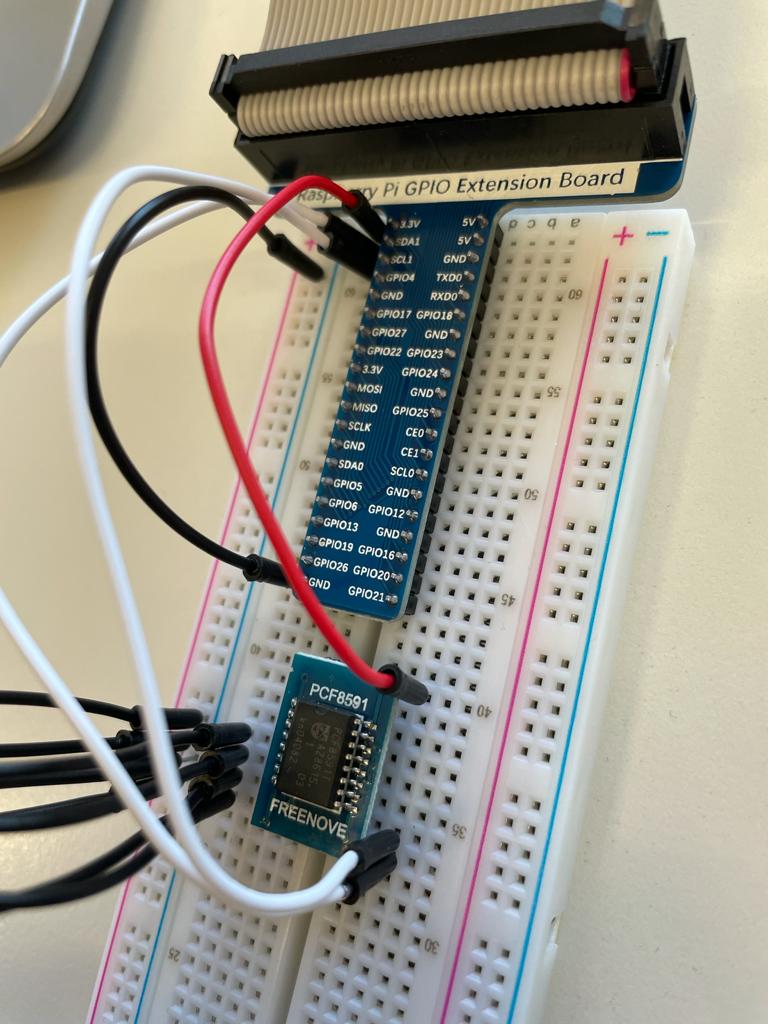 Raspberry Pi GPIO Extension Board
3.3V 5V
SDA1 5V
SCL1 GND
GPIO4 TXD0
GND RXD0
GPIO17 GPIO18
GPIO27 GND
GPIO22 GPIO23
3.3V GPIO24
MOSI GND
MISO GPIO25
SCLK CE0
GND CE1
SDA0 SCL0
GPIO5 GND
GPIO6 GPIO12
GPIO13 GND
GPIO19 GPIO16
GPIO26 GPIO20
GND GPIO21
PCF8591
PCF8591T
FREENOVE
a b c d
+ −
+
60
60
55
55
50
50
45
40
40
35
30
25